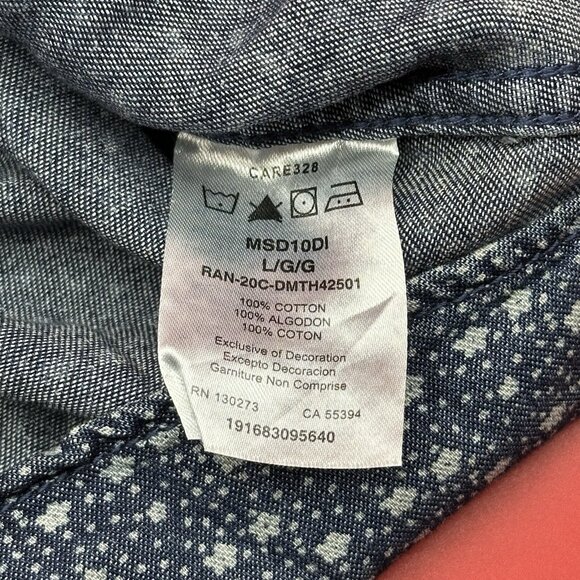 CARE328
MSD10DI
L/G/G
RAN-20C-DMTH42501
100% COTTON
100% ALGODON
100% COTON
Exclusive of Decoration
Excepto Decoracion
Garniture Non Comprise
RN 130273 CA 55394
191683095640